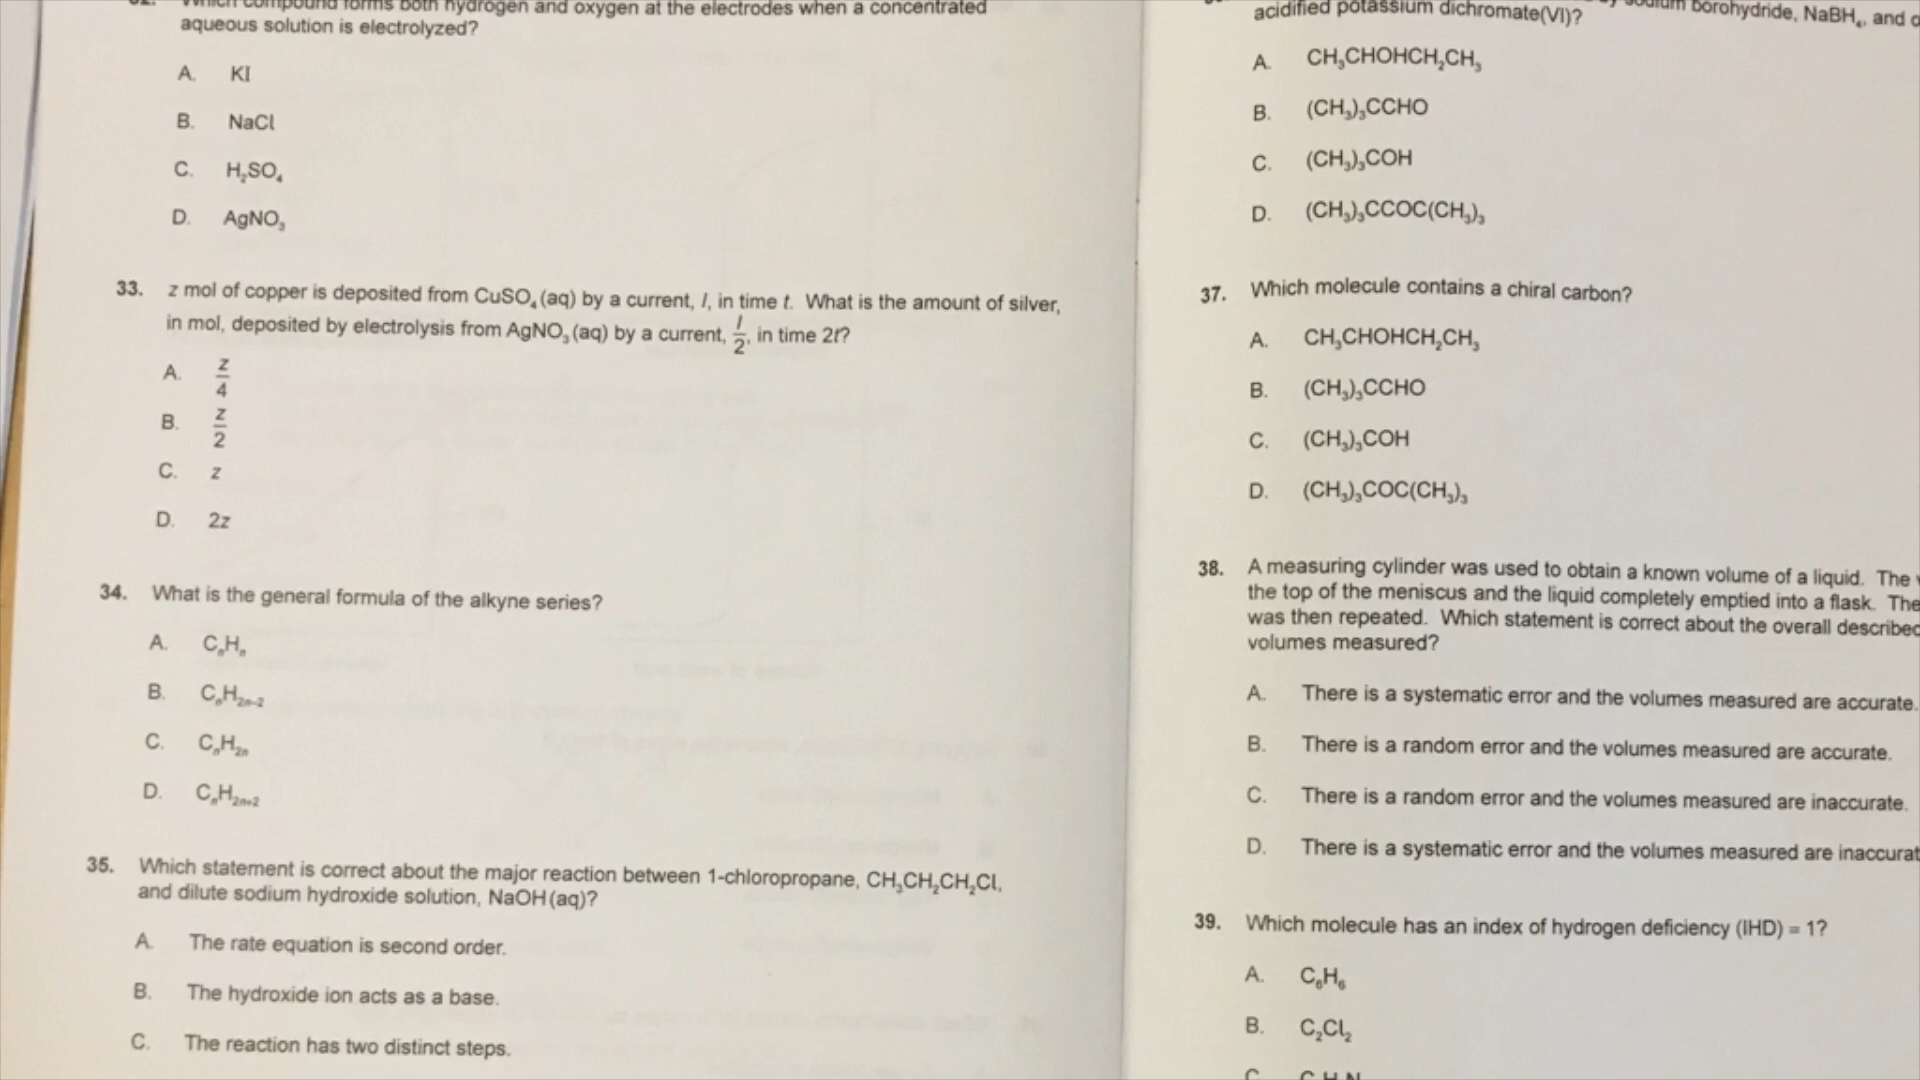 Which compound forms both hydrogen and oxygen at the electrodes when a concentrated
aqueous solution is electrolyzed?
A. KI
B. NaCl
C. H₂SO₄
D. AgNO₃
33. z mol of copper is deposited from CuSO₄(aq) by a current, I, in time t. What is the amount of silver,
in mol, deposited by electrolysis from AgNO₃(aq) by a current, I/2, in time 2t?
A. z/4
B. z/2
C. z
D. 2z
34. What is the general formula of the alkyne series?
A. CₙHₙ
B. CₙH₂ₙ₋₂
C. CₙH₂ₙ
D. CₙH₂ₙ₊₂
35. Which statement is correct about the major reaction between 1-chloropropane, CH₃CH₂CH₂Cl,
and dilute sodium hydroxide solution, NaOH(aq)?
A. The rate equation is second order.
B. The hydroxide ion acts as a base.
C. The reaction has two distinct steps.
sodium borohydride, NaBH₄, and
acidified potassium dichromate(VI)?
A. CH₃CHOHCH₂CH₃
B. (CH₃)₃CCHO
C. (CH₃)₃COH
D. (CH₃)₃CCOC(CH₃)₃
37. Which molecule contains a chiral carbon?
A. CH₃CHOHCH₂CH₃
B. (CH₃)₃CCHO
C. (CH₃)₃COH
D. (CH₃)₃COC(CH₃)₃
38. A measuring cylinder was used to obtain a known volume of a liquid. The
the top of the meniscus and the liquid completely emptied into a flask. The
was then repeated. Which statement is correct about the overall described
volumes measured?
A. There is a systematic error and the volumes measured are accurate.
B. There is a random error and the volumes measured are accurate.
C. There is a random error and the volumes measured are inaccurate.
D. There is a systematic error and the volumes measured are inaccurat
39. Which molecule has an index of hydrogen deficiency (IHD) = 1?
A. C₆H₆
B. C₂Cl₂
C.